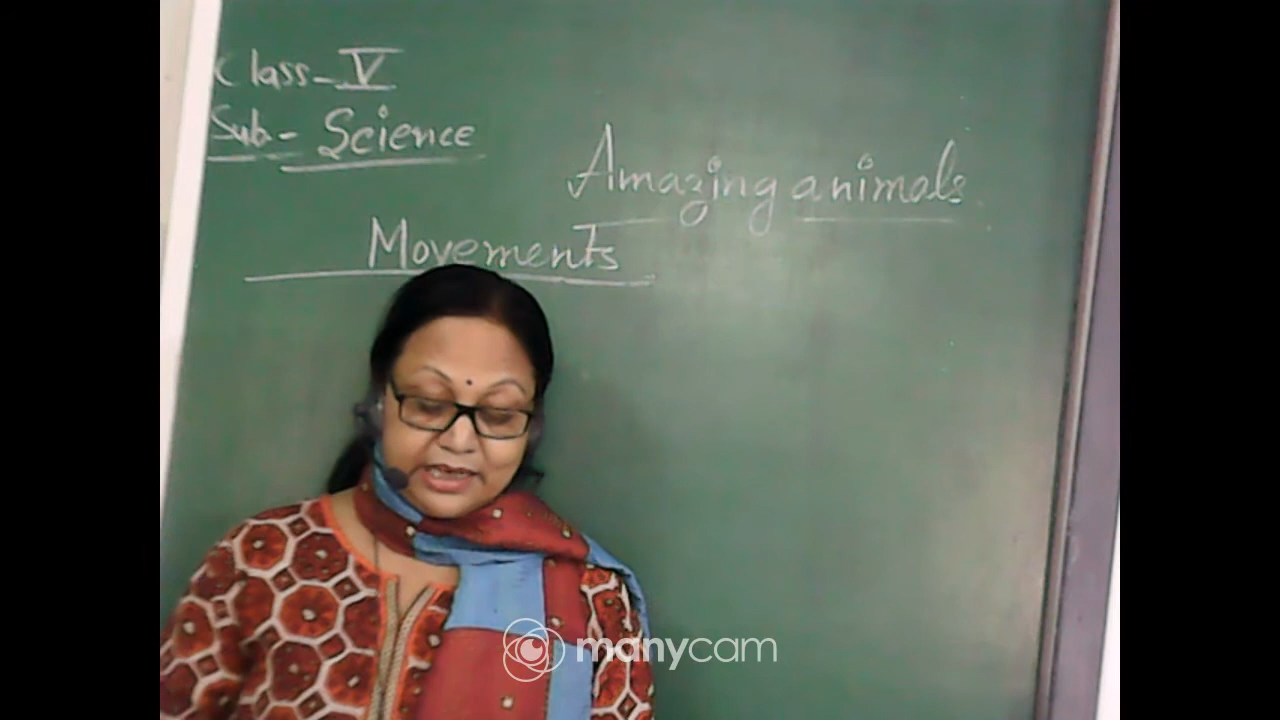 Class-V
Sub- Science
Amazing animals
Movements
manycam